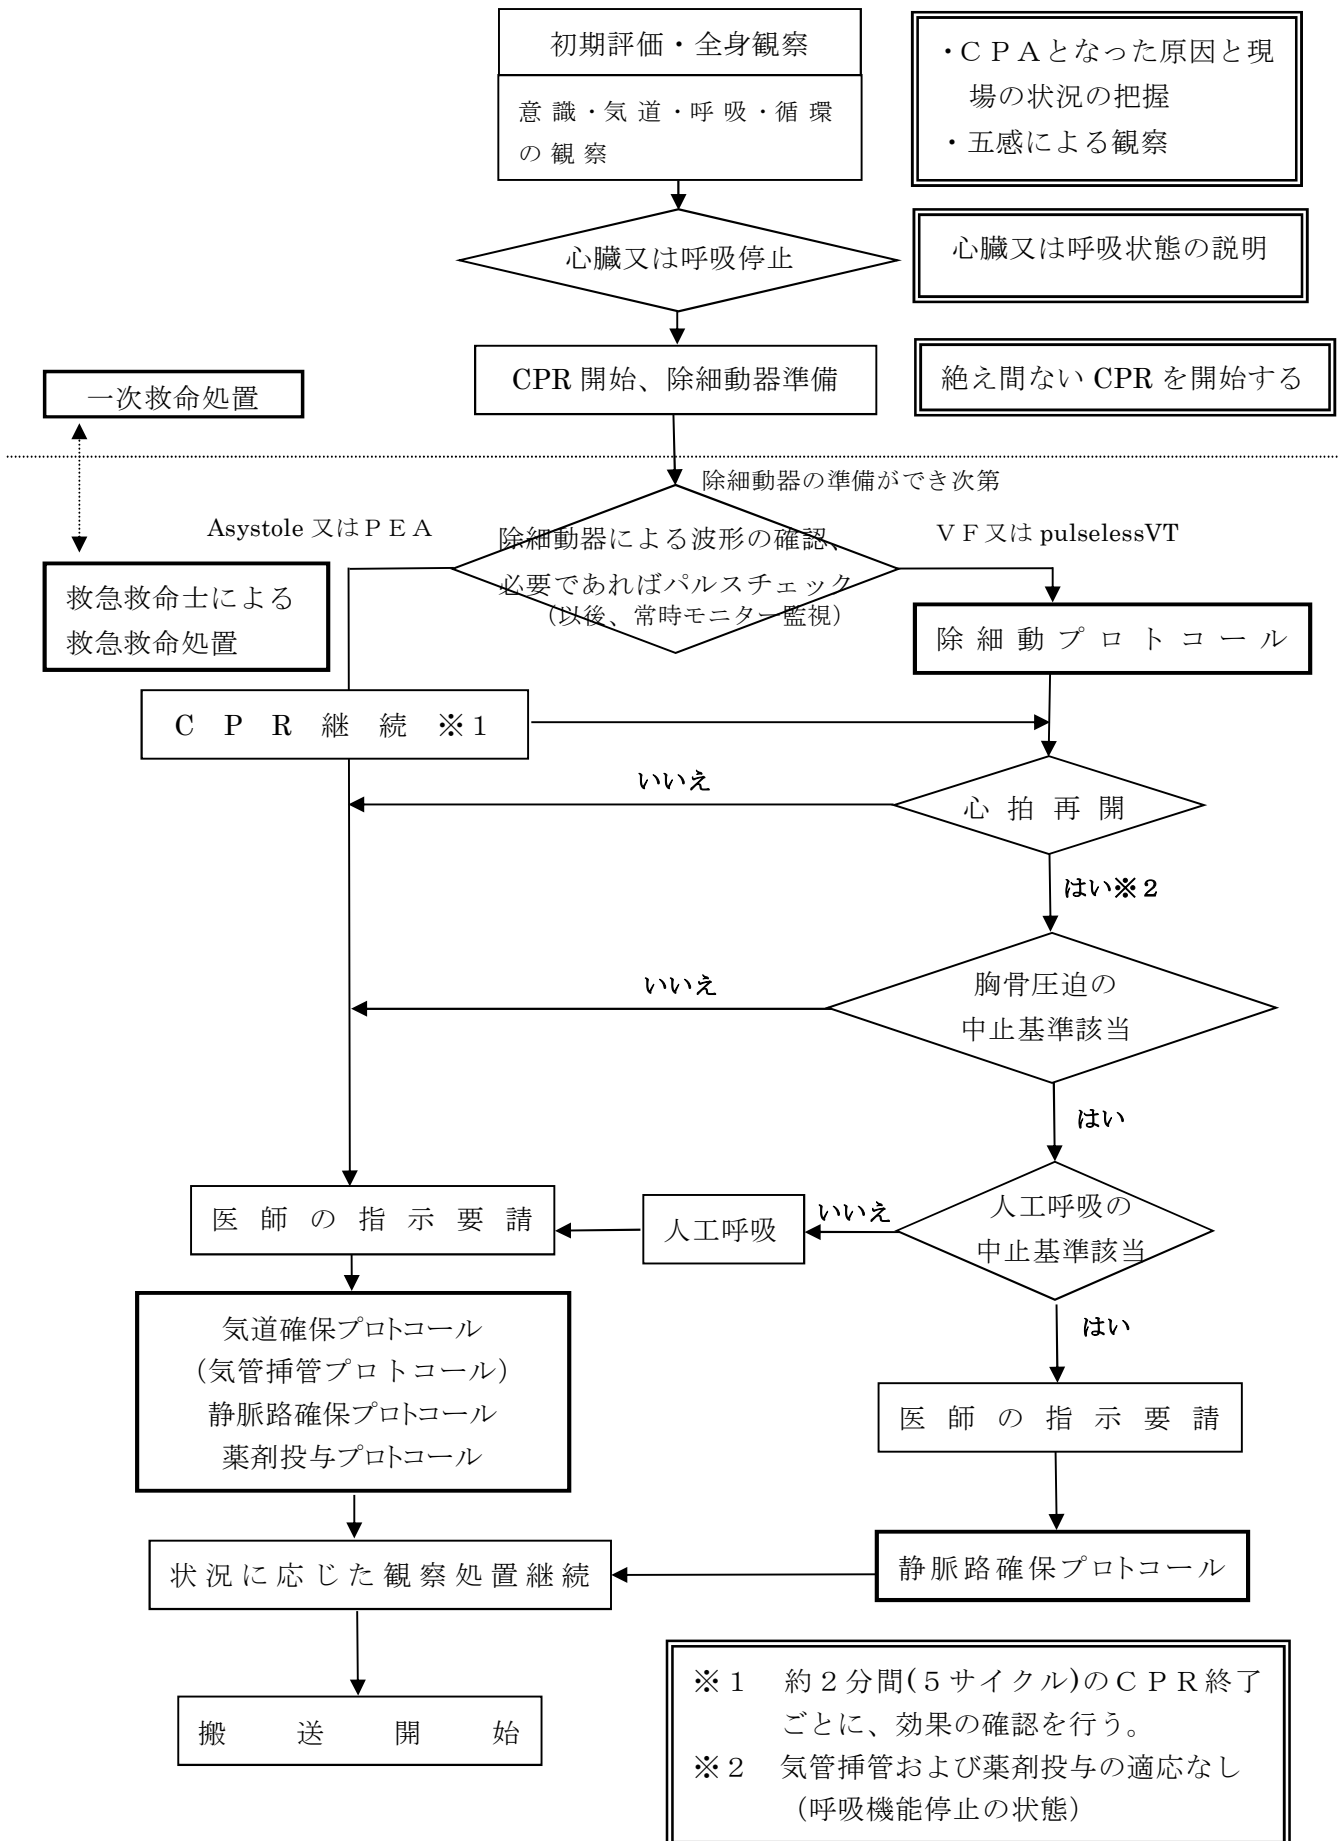 初期評価・全身観察
意識・気道・呼吸・循環
の観察
・ＣＰＡとなった原因と現
場の状況の把握
・五感による観察
心臓又は呼吸停止
心臓又は呼吸状態の説明
CPR 開始、除細動器準備
絶え間ない CPR を開始する
一次救命処置
除細動器の準備ができ次第
Asystole 又はＰＥＡ
除細動器による波形の確認、
必要であればパルスチェック
（以後、常時モニター監視）
ＶＦ又は pulselessVT
救急救命士による
救急救命処置
除細動プロトコール
ＣＰＲ継続※１
いいえ
心拍再開
はい※２
いいえ
胸骨圧迫の
中止基準該当
はい
医師の指示要請
人工呼吸
いいえ
人工呼吸の
中止基準該当
はい
気道確保プロトコール
（気管挿管プロトコール）
静脈路確保プロトコール
薬剤投与プロトコール
医師の指示要請
状況に応じた観察処置継続
静脈路確保プロトコール
搬送開始
※１　約２分間(５サイクル)のＣＰＲ終了
ごとに、効果の確認を行う。
※２　気管挿管および薬剤投与の適応なし
（呼吸機能停止の状態）